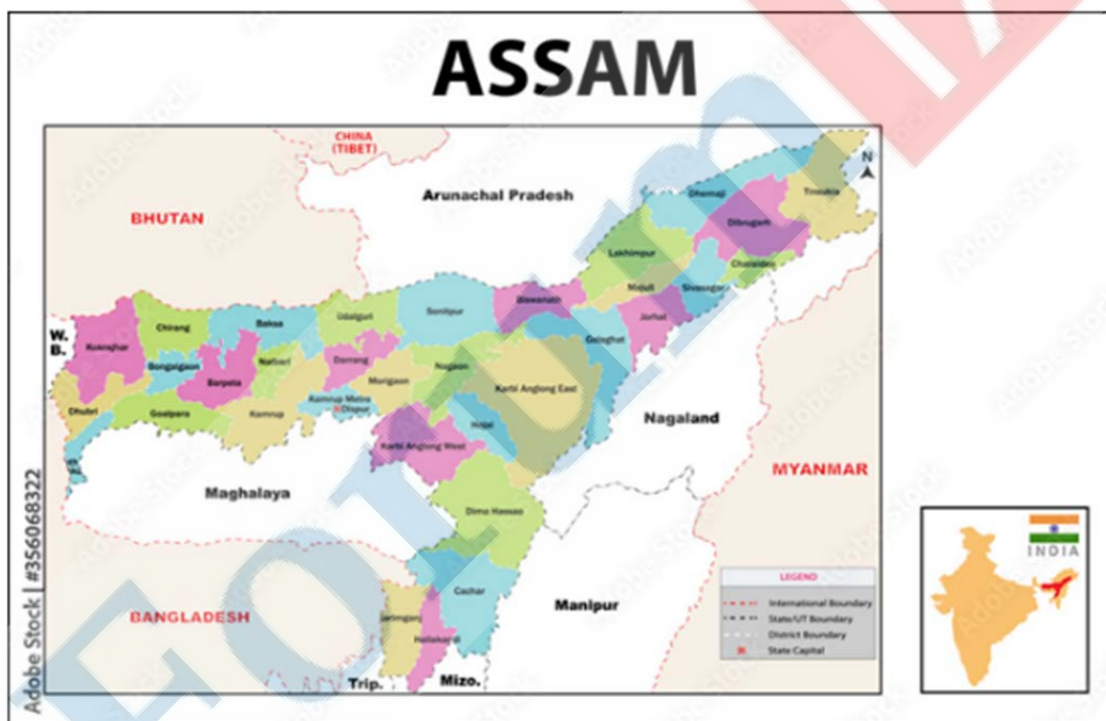 ASSAM
CHINA
(TIBET)
N
BHUTAN
Arunachal Pradesh
Dhemaji
Tinsukia
Dibrugarh
Lakhimpur
Charaideo
Majuli
Sivasagar
Biswanath
Jorhat
Sonitpur
Udalguri
Baksa
Chirang
W.
B.
Kokrajhar
Golaghat
Bongaigaon
Nalbari
Darrang
Nagaon
Barpeta
Morigaon
Karbi Anglong East
Kamrup Metro
Dispur
Dhubri
Goalpara
Kamrup
Nagaland
Hojai
Karbi Anglong West
MYANMAR
Maghalaya
Dima Hasao
INDIA
LEGEND
International Boundary
State/UT Boundary
District Boundary
State Capital
Cachar
Manipur
BANGLADESH
Karimganj
Hailakandi
Trip.
Mizo.
Adobe Stock | #356068322
Adobe Stock